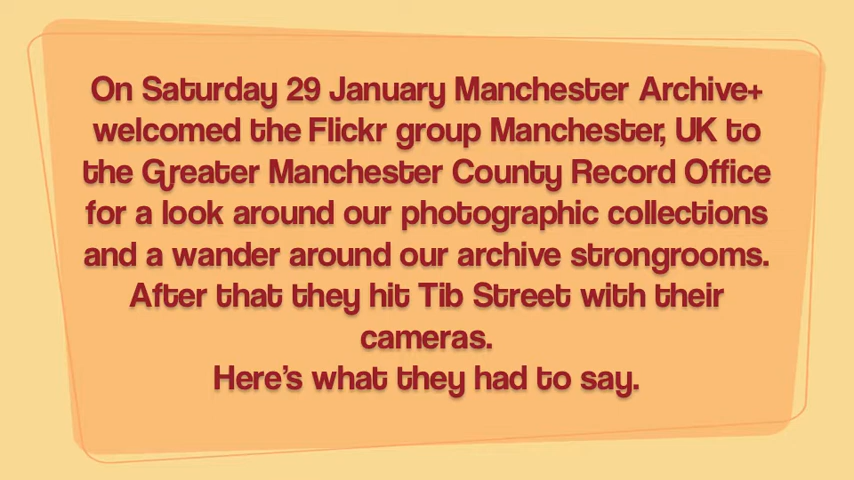 On Saturday 29 January Manchester Archive+
welcomed the Flickr group Manchester, UK to
the Greater Manchester County Record Office
for a look around our photographic collections
and a wander around our archive strongrooms.
After that they hit Tib Street with their
cameras.
Here's what they had to say.